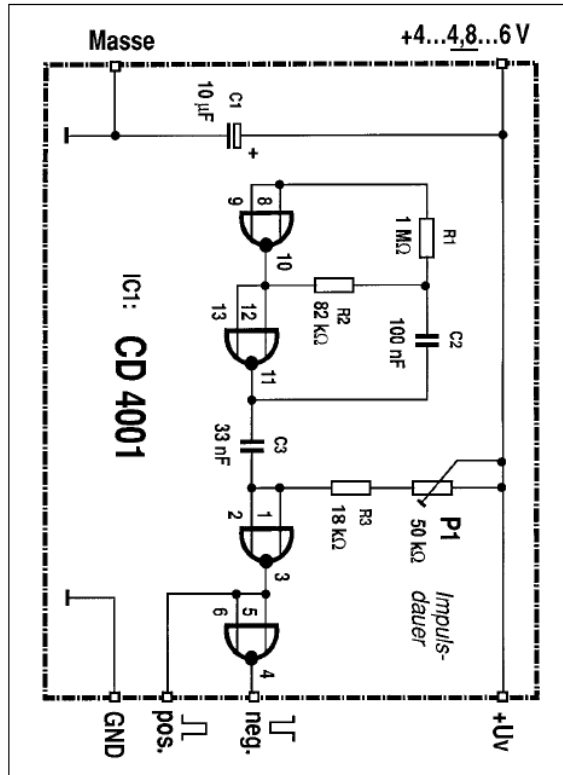 Masse
+4...4,8...6 V
C1
10 µF
+
9
8
10
R1
1 MΩ
13
12
11
R2
82 kΩ
C2
100 nF
IC1:
CD 4001
C3
33 nF
2
1
3
R3
18 kΩ
P1
50 kΩ
Impuls-
dauer
6
5
4
GND
pos.
neg.
+Uv